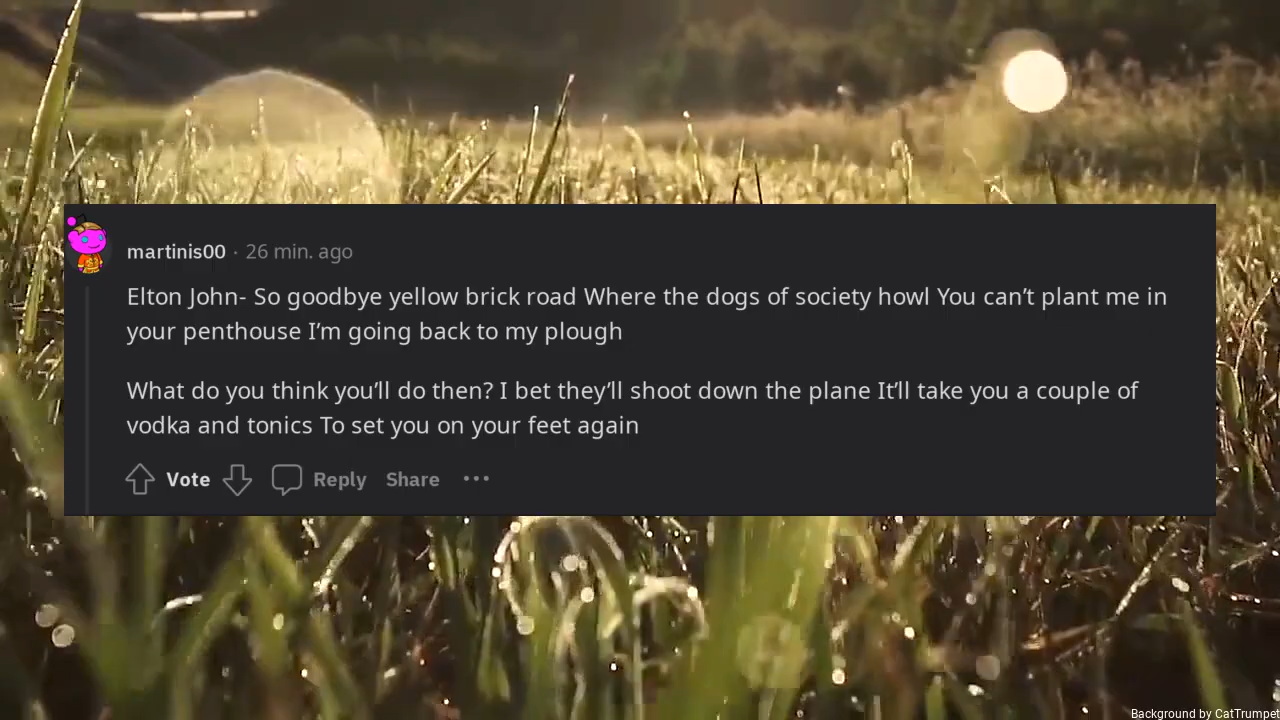 martinis00 · 26 min. ago
Elton John- So goodbye yellow brick road Where the dogs of society howl You can’t plant me in
your penthouse I’m going back to my plough
What do you think you’ll do then? I bet they’ll shoot down the plane It’ll take you a couple of
vodka and tonics To set you on your feet again
Vote Reply Share •••
Background by CatTrumpet